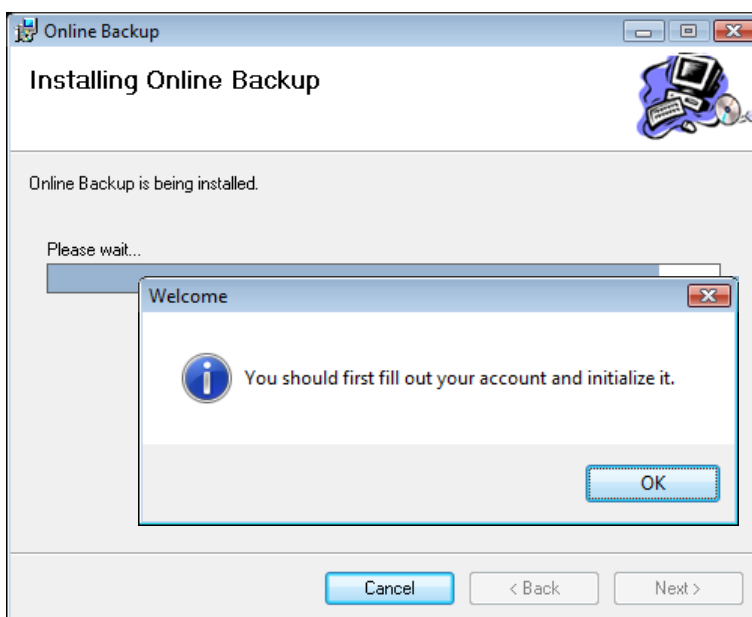 Online Backup
Installing Online Backup
Online Backup is being installed.
Please wait...
Welcome
You should first fill out your account and initialize it.
OK
Cancel
< Back
Next >